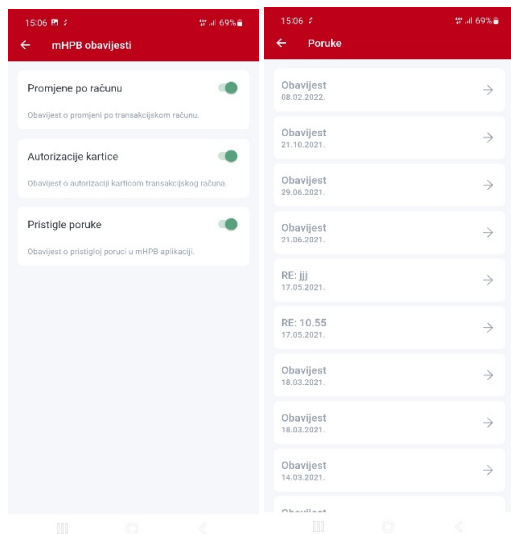 15:06 69%
mHPB obavijesti
Promjene po računu
Obavijest o promjeni po transakcijskom računu.
Autorizacije kartice
Obavijest o autorizaciji karticom transakcijskog računa.
Pristigle poruke
Obavijest o pristigloj poruci u mHPB aplikaciji.
15:06 69%
Poruke
Obavijest
08.02.2022.
Obavijest
21.10.2021.
Obavijest
29.06.2021.
Obavijest
21.06.2021.
RE: jjj
17.05.2021.
RE: 10.55
17.05.2021.
Obavijest
18.03.2021.
Obavijest
18.03.2021.
Obavijest
14.03.2021.
Obavijest